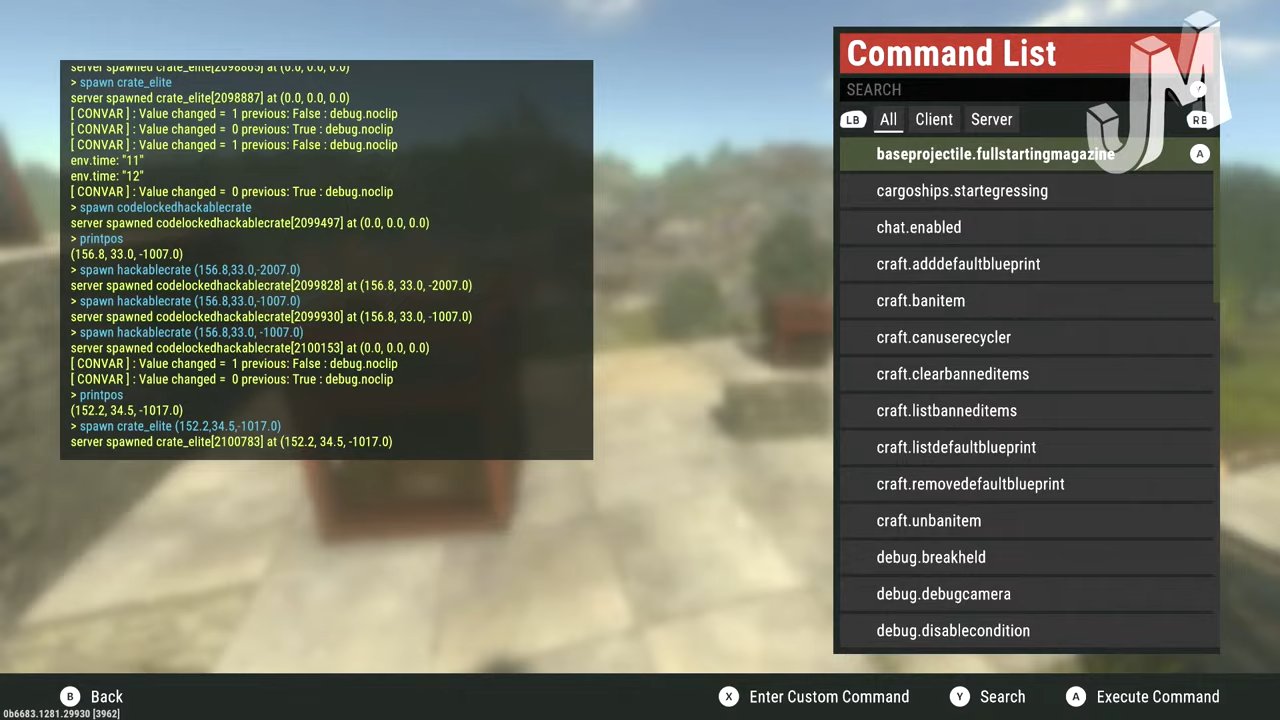 server spawned crate_elite[2098865] at (0.0, 0.0, 0.0)
> spawn crate_elite
server spawned crate_elite[2098887] at (0.0, 0.0, 0.0)
[ CONVAR ] : Value changed = 1 previous: False : debug.noclip
[ CONVAR ] : Value changed = 0 previous: True : debug.noclip
[ CONVAR ] : Value changed = 1 previous: False : debug.noclip
env.time: "11"
env.time: "12"
[ CONVAR ] : Value changed = 0 previous: True : debug.noclip
> spawn codelockedhackablecrate
server spawned codelockedhackablecrate[2099497] at (0.0, 0.0, 0.0)
> printpos
(156.8, 33.0, -1007.0)
> spawn hackablecrate (156.8,33.0,-2007.0)
server spawned codelockedhackablecrate[2099828] at (156.8, 33.0, -2007.0)
> spawn hackablecrate (156.8,33.0,-1007.0)
server spawned codelockedhackablecrate[2099930] at (156.8, 33.0, -1007.0)
> spawn hackablecrate (156.8,33.0, -1007.0)
server spawned codelockedhackablecrate[2100153] at (0.0, 0.0, 0.0)
[ CONVAR ] : Value changed = 1 previous: False : debug.noclip
[ CONVAR ] : Value changed = 0 previous: True : debug.noclip
> printpos
(152.2, 34.5, -1017.0)
> spawn crate_elite (152.2,34.5,-1017.0)
server spawned crate_elite[2100783] at (152.2, 34.5, -1017.0)
Command List
JM
SEARCH Y
LB All Client Server RB
baseprojectile.fullstartingmagazine A
cargoships.startegressing
chat.enabled
craft.adddefaultblueprint
craft.banitem
craft.canuserecycler
craft.clearbanneditems
craft.listbanneditems
craft.listdefaultblueprint
craft.removedefaultblueprint
craft.unbanitem
debug.breakheld
debug.debugcamera
debug.disablecondition
B Back X Enter Custom Command Y Search A Execute Command
0b6683.1281.29930 [3962]